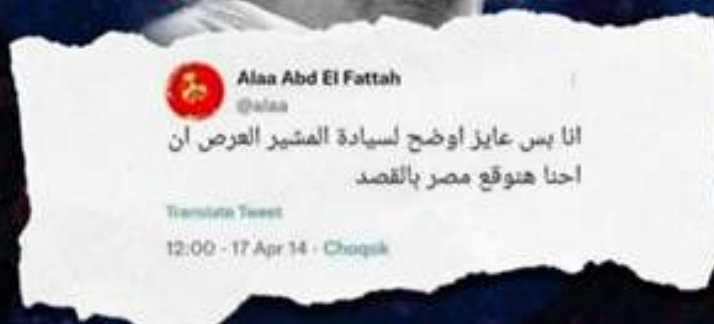 Alaa Abd El Fattah
@alaa
انا بس عايز اوضح لسيادة المشير العرص ان
احنا هنوقع مصر بالقصد
Translate Tweet
12:00 - 17 Apr 14 · Choqok